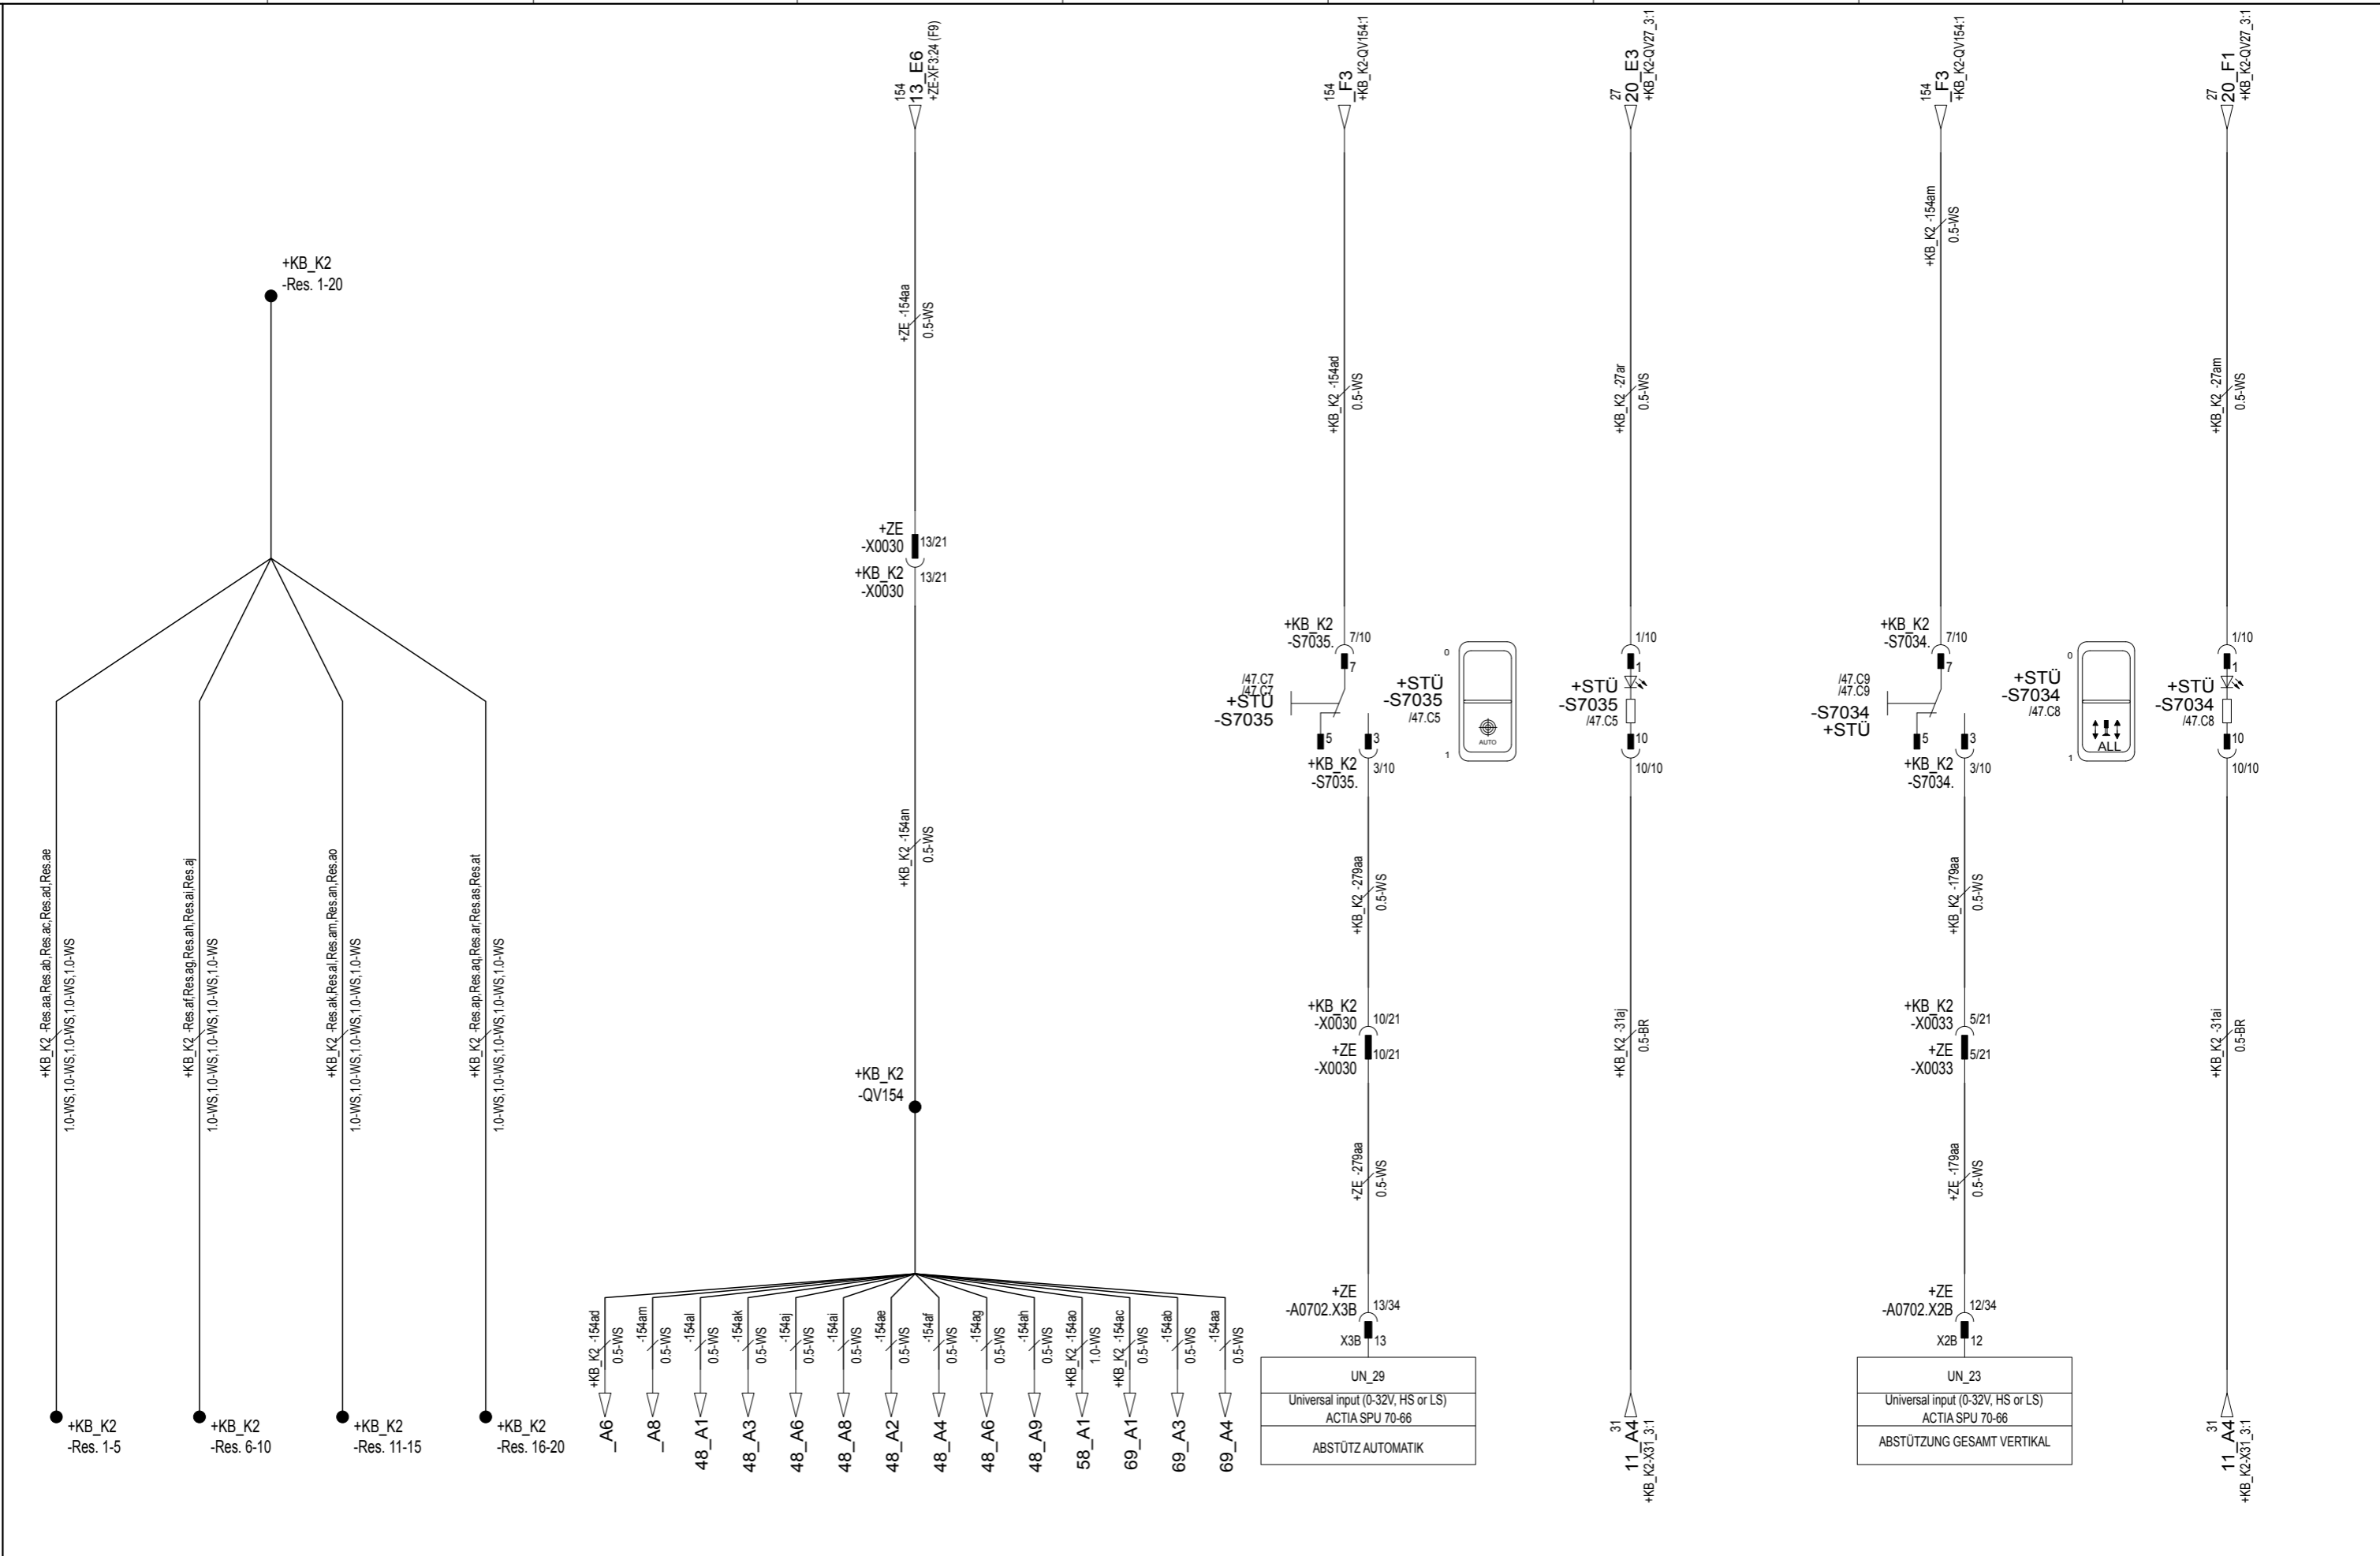 +KB_K2
-Res. 1-20
+KB_K2 -Res.aa,Res.ab,Res.ac,Res.ad,Res.ae
1.0-WS,1.0-WS,1.0-WS,1.0-WS,1.0-WS
+KB_K2 -Res.af,Res.ag,Res.ah,Res.ai,Res.aj
1.0-WS,1.0-WS,1.0-WS,1.0-WS,1.0-WS
+KB_K2 -Res.ak,Res.al,Res.am,Res.an,Res.ao
1.0-WS,1.0-WS,1.0-WS,1.0-WS,1.0-WS
+KB_K2 -Res.ap,Res.aq,Res.ar,Res.as,Res.at
1.0-WS,1.0-WS,1.0-WS,1.0-WS,1.0-WS
+KB_K2
-Res. 1-5
+KB_K2
-Res. 6-10
+KB_K2
-Res. 11-15
+KB_K2
-Res. 16-20
154
13_E6
+ZE-XF3:24 (F9)
+ZE -154aa
0.5-WS
+ZE
-X0030
13/21
+KB_K2
-X0030
13/21
+KB_K2 -154an
0.5-WS
+KB_K2
-QV154
+KB_K2 -154ad
0.5-WS
_A6
-154am
0.5-WS
_A8
-154al
0.5-WS
48_A1
-154ak
0.5-WS
48_A3
-154aj
0.5-WS
48_A6
-154ai
0.5-WS
48_A8
-154ae
0.5-WS
48_A2
-154af
0.5-WS
48_A4
-154ag
0.5-WS
48_A6
-154ah
0.5-WS
48_A9
+KB_K2 -154ao
1.0-WS
58_A1
+KB_K2 -154ac
0.5-WS
69_A1
-154ab
0.5-WS
69_A3
-154aa
0.5-WS
69_A4
154
_F3
+KB_K2-QV154:1
+KB_K2 -154ad
0.5-WS
+KB_K2
-S7035.
7/10
7
/47.C7
/47.C7
+STÜ
-S7035
5
3
+KB_K2
-S7035.
3/10
+STÜ
-S7035
/47.C5
0
AUTO
1
+KB_K2 -279aa
0.5-WS
+KB_K2
-X0030
10/21
+ZE
-X0030
10/21
+ZE -279aa
0.5-WS
+ZE
-A0702.X3B
13/34
X3B
13
UN_29
Universal input (0-32V, HS or LS)
ACTIA SPU 70-66
ABSTÜTZ AUTOMATIK
27
20_E3
+KB_K2-QV27_3:1
+KB_K2 -27ar
0.5-WS
1/10
1
+STÜ
-S7035
/47.C5
10
10/10
+KB_K2 -31aj
0.5-BR
31
11_A4
+KB_K2-X31_3:1
154
_F3
+KB_K2-QV154:1
+KB_K2 -154am
0.5-WS
+KB_K2
-S7034.
7/10
7
/47.C9
/47.C9
-S7034
+STÜ
5
3
+KB_K2
-S7034.
3/10
+STÜ
-S7034
/47.C8
0
ALL
1
+KB_K2 -179aa
0.5-WS
+KB_K2
-X0033
5/21
+ZE
-X0033
5/21
+ZE -179aa
0.5-WS
+ZE
-A0702.X2B
12/34
X2B
12
UN_23
Universal input (0-32V, HS or LS)
ACTIA SPU 70-66
ABSTÜTZUNG GESAMT VERTIKAL
27
20_F1
+KB_K2-QV27_3:1
+KB_K2 -27am
0.5-WS
1/10
1
+STÜ
-S7034
/47.C8
10
10/10
+KB_K2 -31ai
0.5-BR
31
11_A4
+KB_K2-X31_3:1